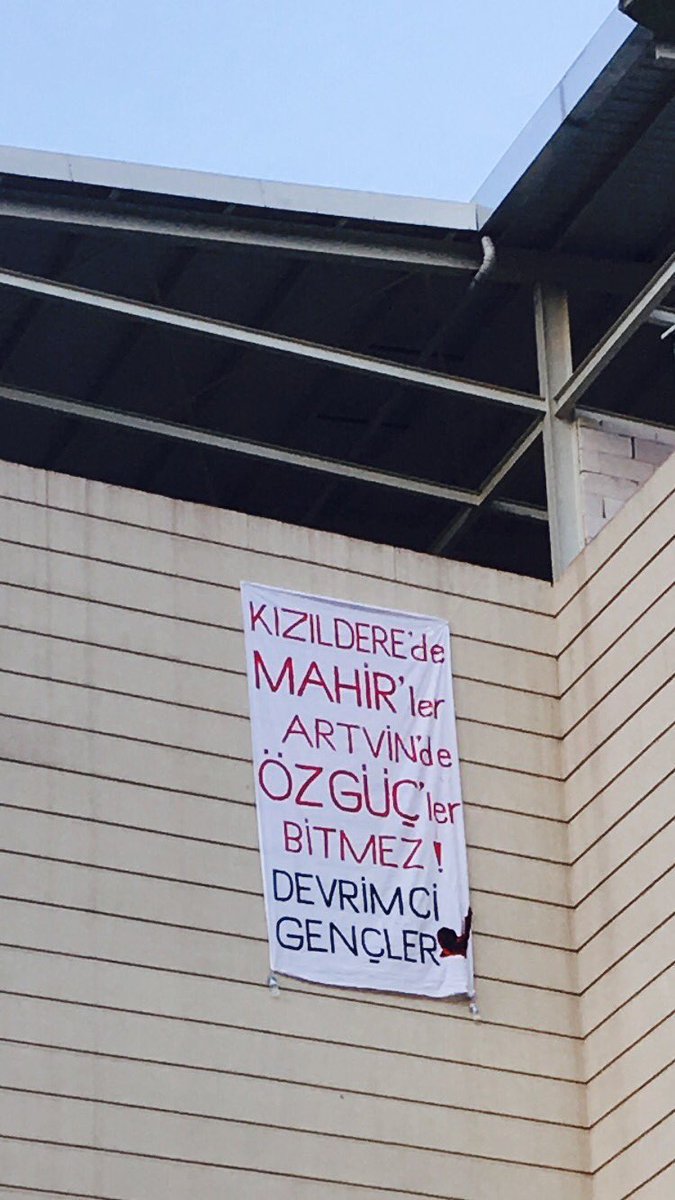 KIZILDERE'de
MAHİR'ler
ARTVİN'de
ÖZGÜÇ'ler
BİTMEZ!
DEVRİMCİ
GENÇLER